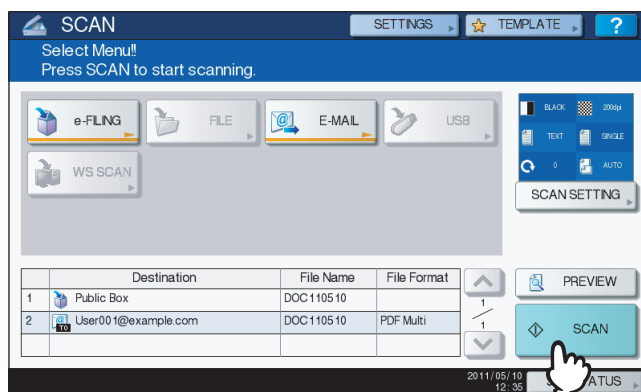 SCAN
SETTINGS
TEMPLATE
?
Select Menu!!
Press SCAN to start scanning.
e-FILING
FILE
E-MAIL
USB
WS SCAN
BLACK 200dpi
TEXT SINGLE
0 AUTO
SCAN SETTING
Destination File Name File Format
1 Public Box DOC110510
2 TO User001@example.com DOC110510 PDF Multi
1
1
PREVIEW
SCAN
2011/05/10
12:35
ATUS